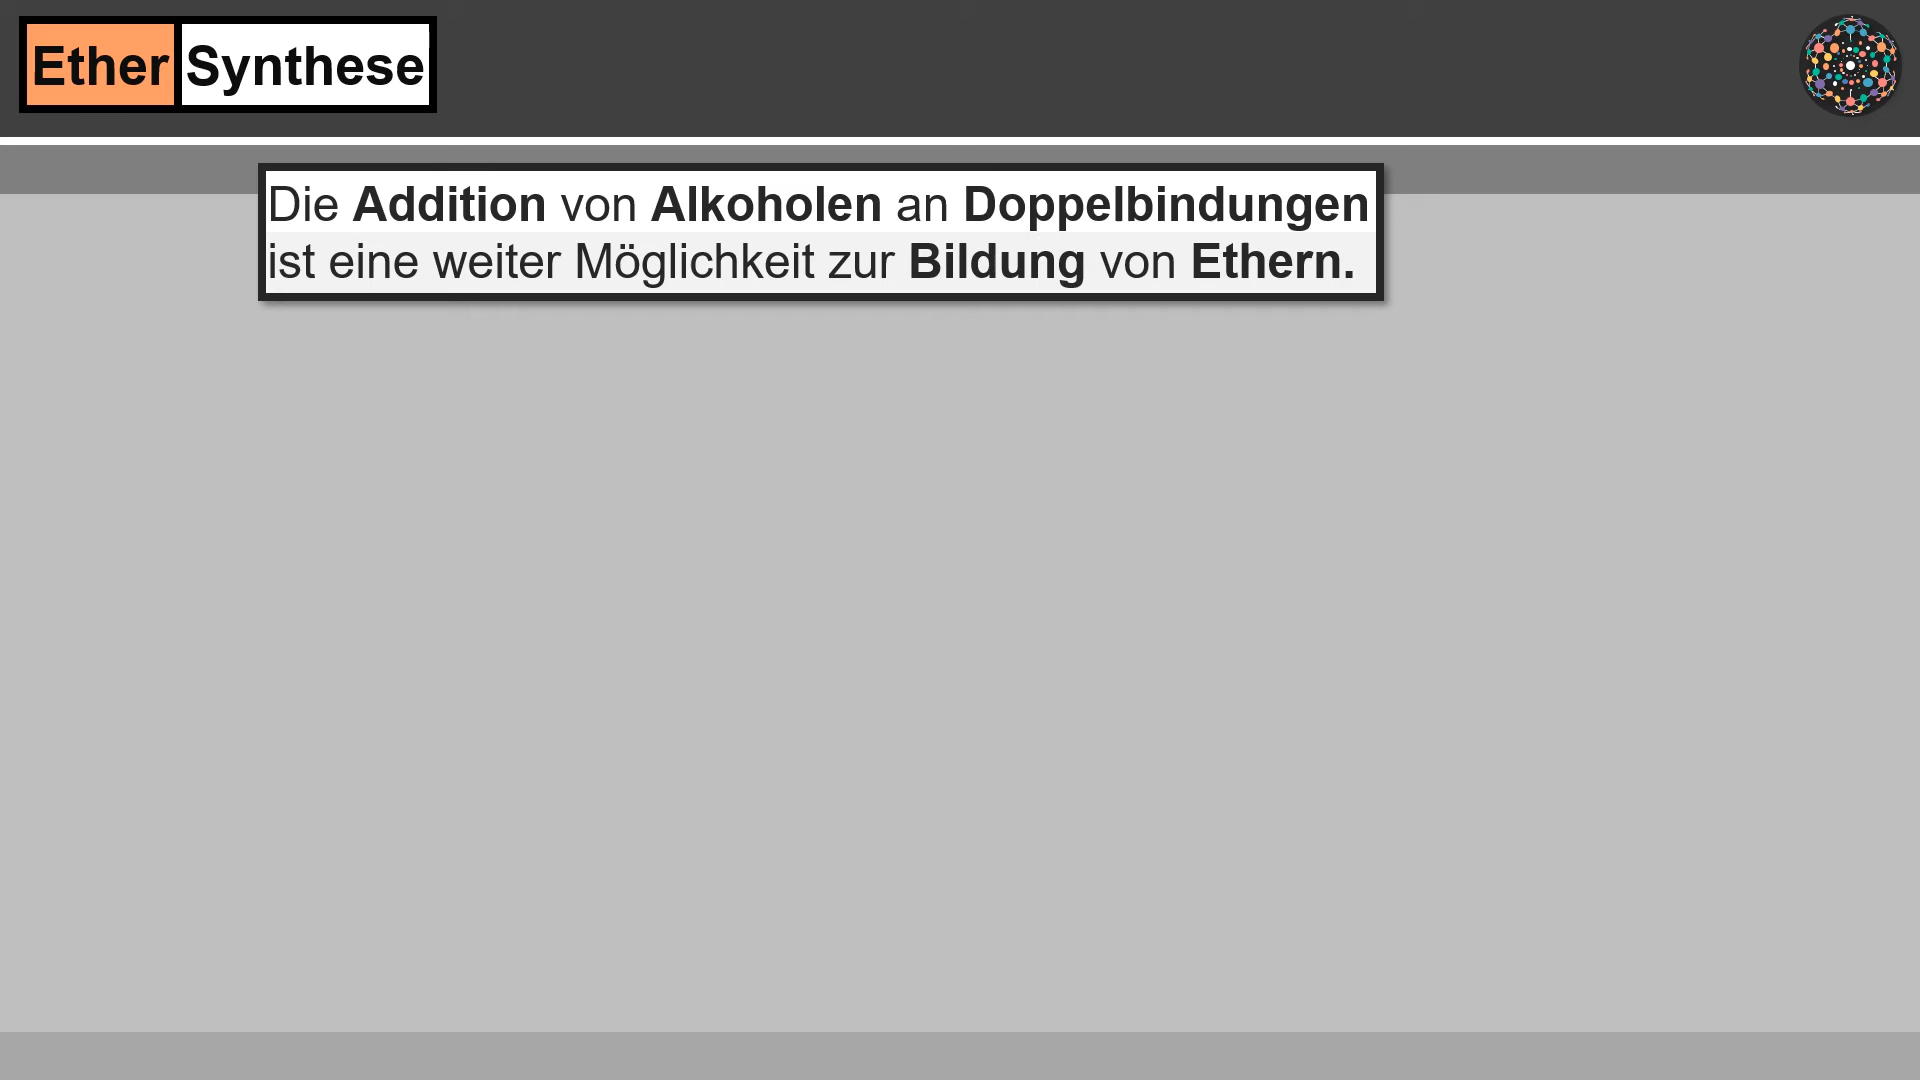 Ether Synthese
Die Addition von Alkoholen an Doppelbindungen
ist eine weiter Möglichkeit zur Bildung von Ethern.